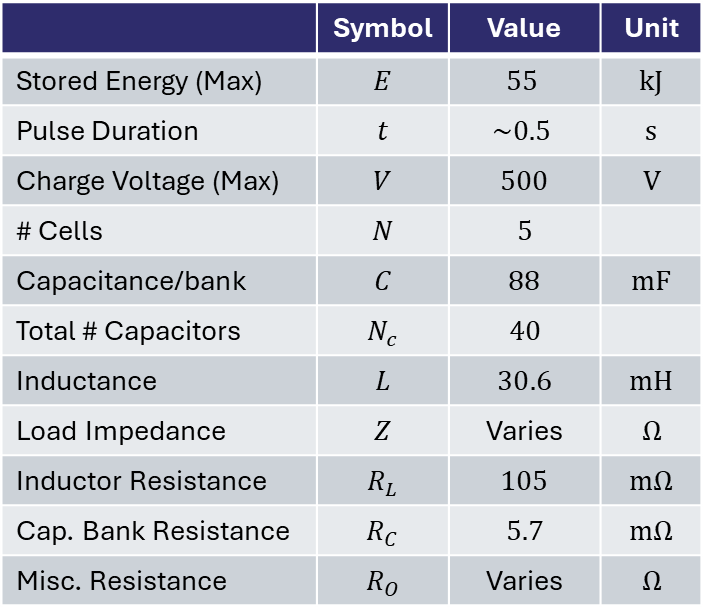 Symbol Value Unit
Stored Energy (Max) E 55 kJ
Pulse Duration t ~0.5 s
Charge Voltage (Max) V 500 V
# Cells N 5
Capacitance/bank C 88 mF
Total # Capacitors N_c 40
Inductance L 30.6 mH
Load Impedance Z Varies Ω
Inductor Resistance R_L 105 mΩ
Cap. Bank Resistance R_C 5.7 mΩ
Misc. Resistance R_O Varies Ω